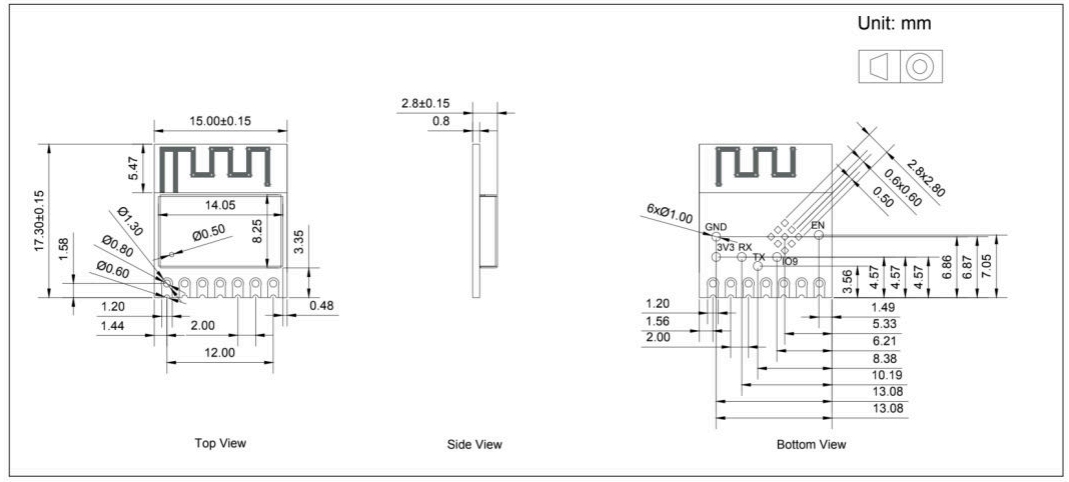 Unit: mm
15.00±0.15
5.47
17.30±0.15
14.05
Ø1.30
Ø0.50
8.25
3.35
1.58
Ø0.80
Ø0.60
1.20
0.48
1.44
2.00
12.00
Top View
2.8±0.15
0.8
Side View
2.8x2.80
0.6x0.60
0.50
6xØ1.00
GND
EN
3V3 RX
TX
IO9
3.56
4.57
4.57
4.57
6.86
6.87
7.05
1.20
1.56
2.00
1.49
5.33
6.21
8.38
10.19
13.08
13.08
Bottom View